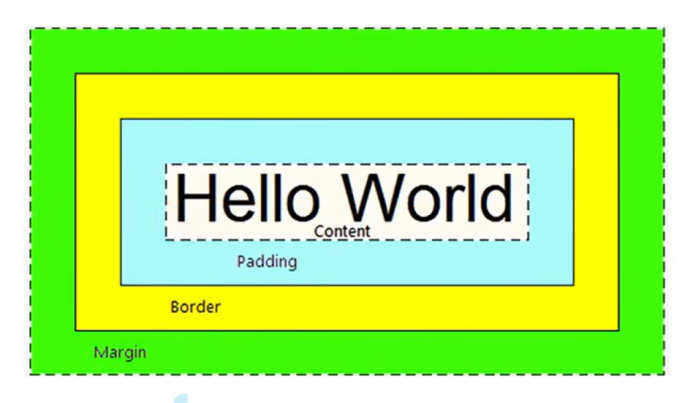 Hello World
Content
Padding
Border
Margin